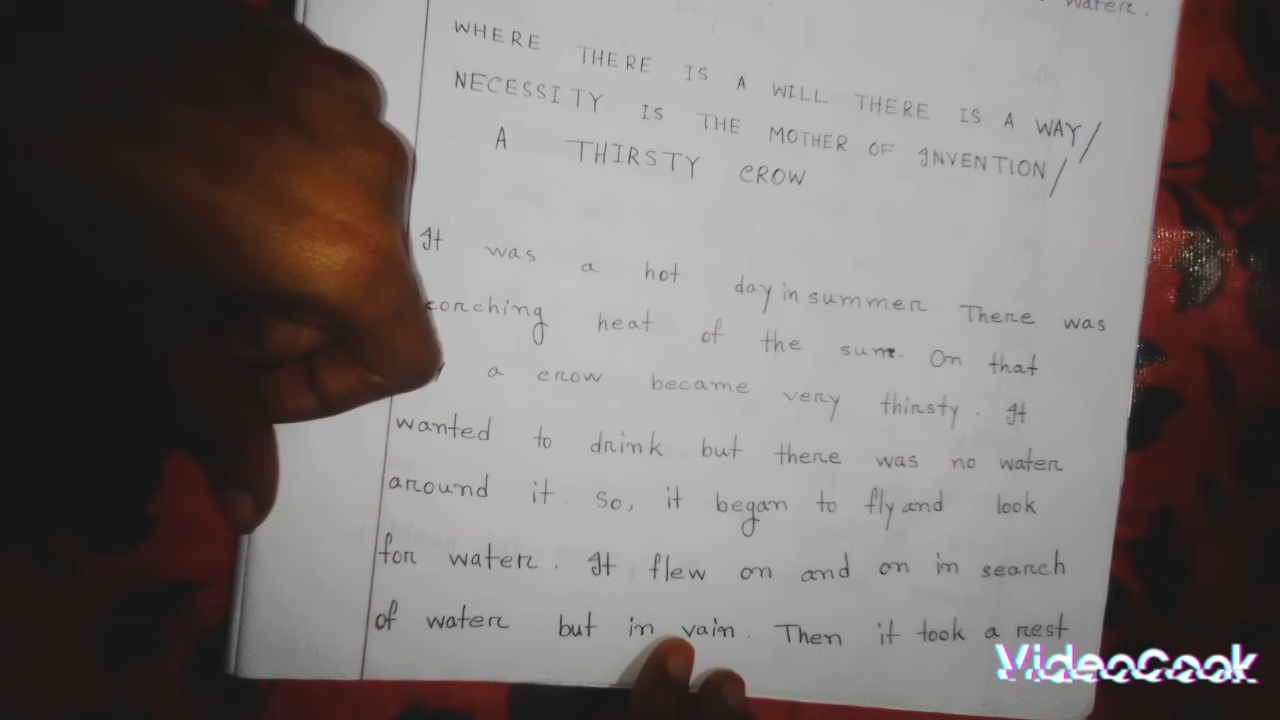 water.
WHERE THERE IS A WILL THERE IS A WAY/
NECESSITY IS THE MOTHER OF INVENTION/
A THIRSTY CROW
It was a hot day in summer. There was
corching heat of the sun. On that
a crow became very thirsty. It
wanted to drink but there was no water
around it. So, it began to fly and look
for water. It flew on and on in search
of water but in vain. Then it took a rest
VideoCook